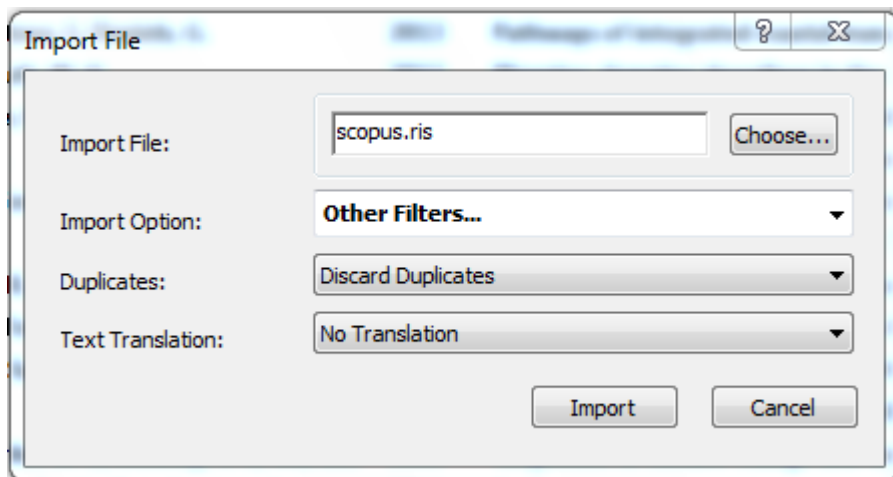 Import File
Import File:
scopus.ris
Choose...
Import Option:
Other Filters...
Duplicates:
Discard Duplicates
Text Translation:
No Translation
Import
Cancel